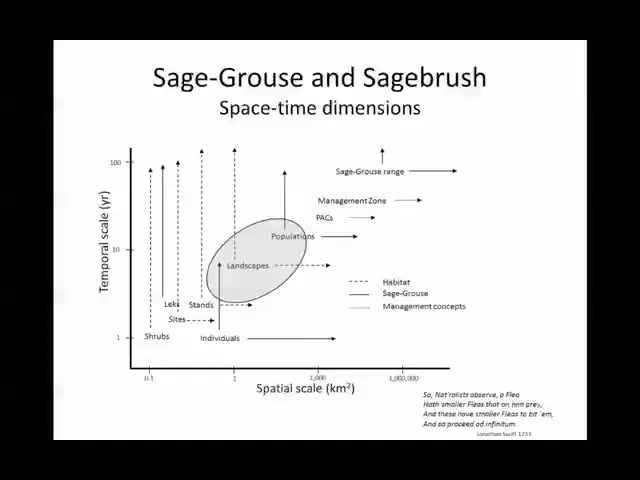 Sage-Grouse and Sagebrush
Space-time dimensions
Temporal scale (yr)
100
10
1
Sage-Grouse range
Management Zone
PACs
Populations
Landscapes
Leks
Stands
Sites
Shrubs
Individuals
Habitat
Sage-Grouse
Management concepts
0.1
1
1,000
1,000,000
Spatial scale (km²)
So, Nat'ralists observe, a Flea
Hath smaller Fleas that on him prey,
And these have smaller Fleas to bit 'em,
And so proceed ad infinitum.
Jonathan Swift 1733